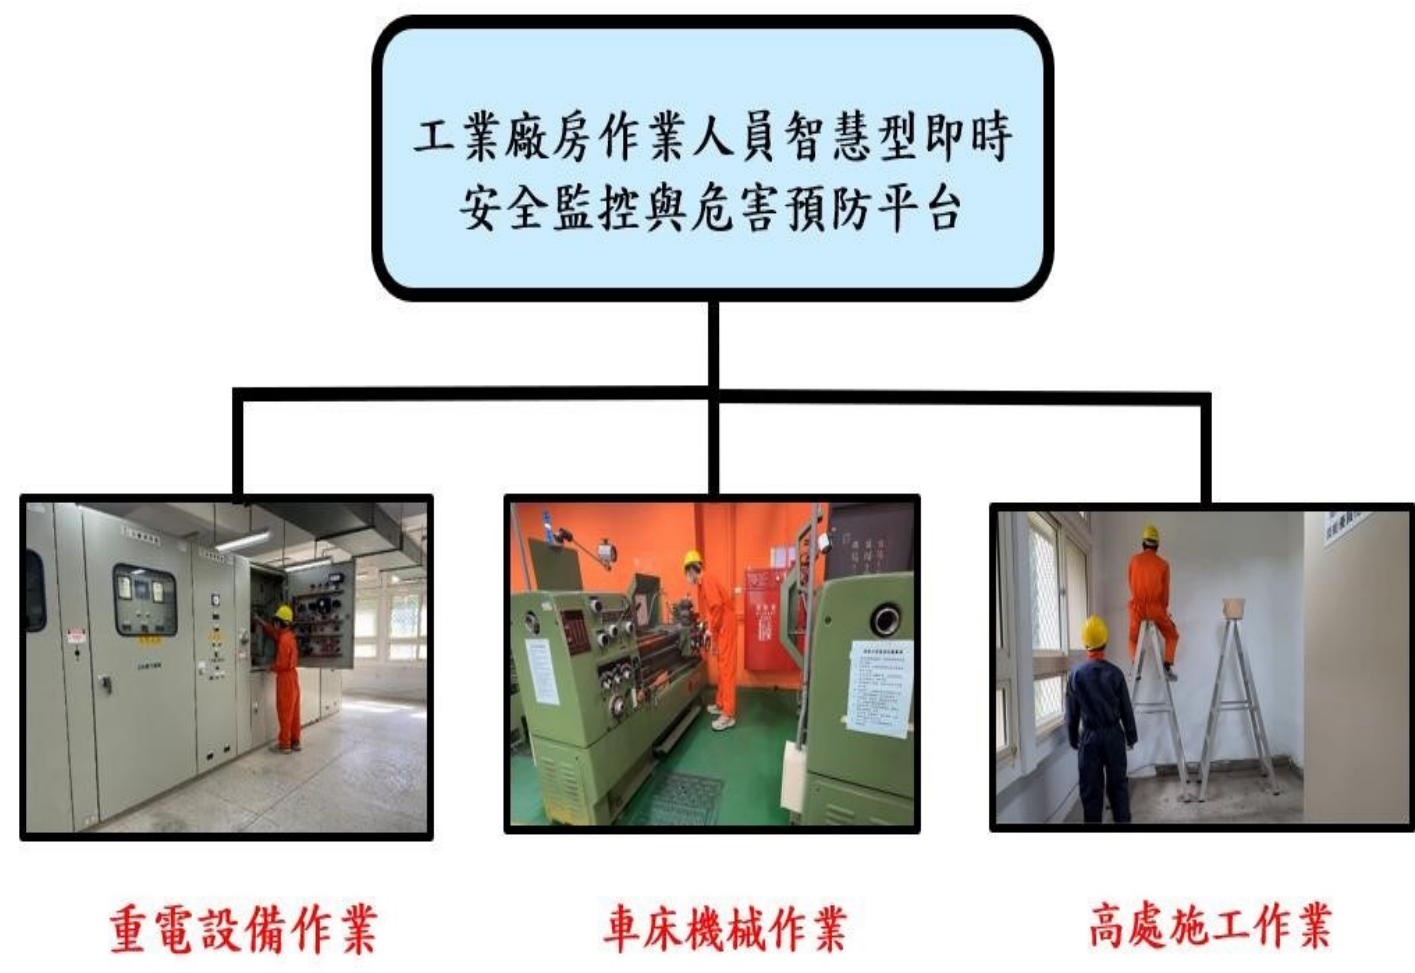 工業廠房作業人員智慧型即時
安全監控與危害預防平台
重電設備作業
車床機械作業
高處施工作業